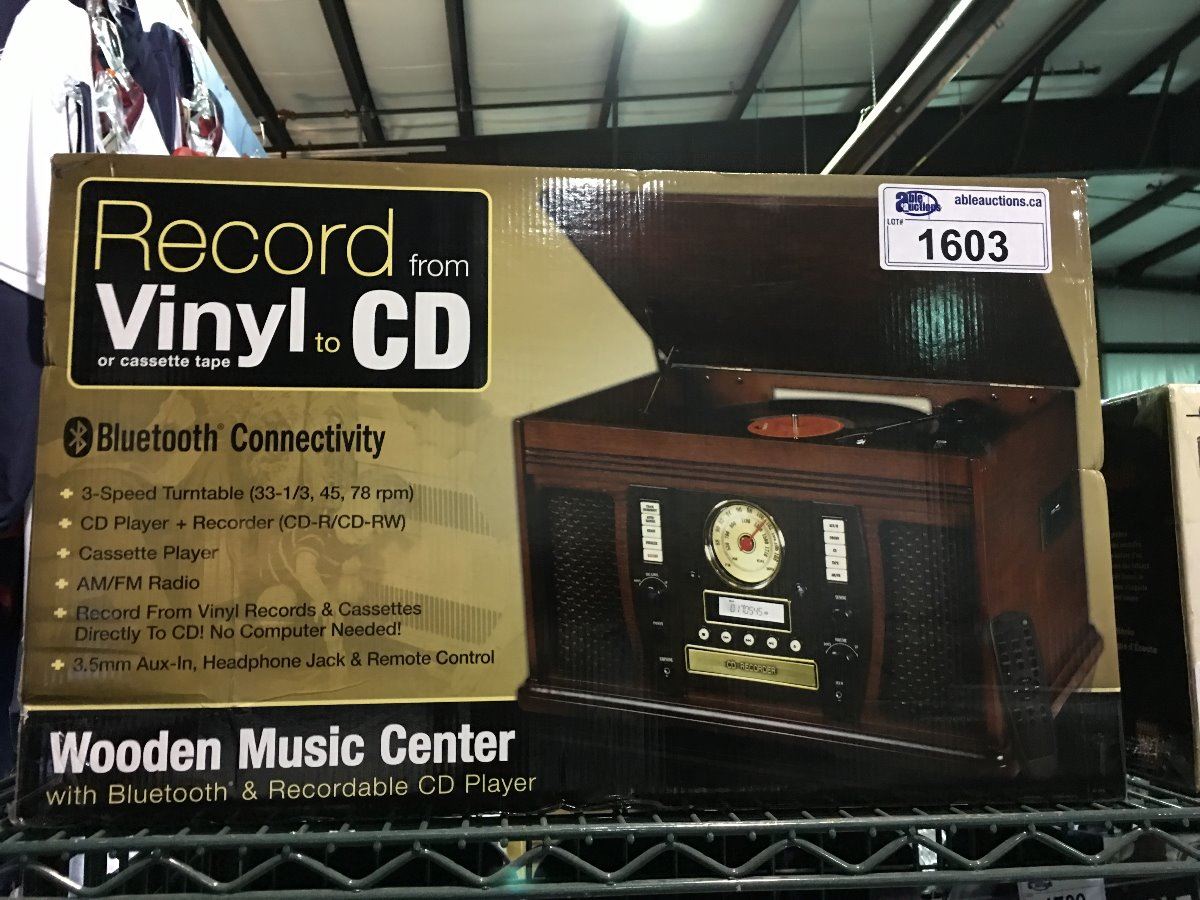 Record from
Vinyl to CD
or cassette tape
able auctions
ableauctions.ca
LOT#
1603
Bluetooth® Connectivity
3-Speed Turntable (33-1/3, 45, 78 rpm)
CD Player + Recorder (CD-R/CD-RW)
Cassette Player
AM/FM Radio
Record From Vinyl Records & Cassettes
Directly To CD! No Computer Needed!
3.5mm Aux-In, Headphone Jack & Remote Control
CD RECORDER
Wooden Music Center
with Bluetooth® & Recordable CD Player